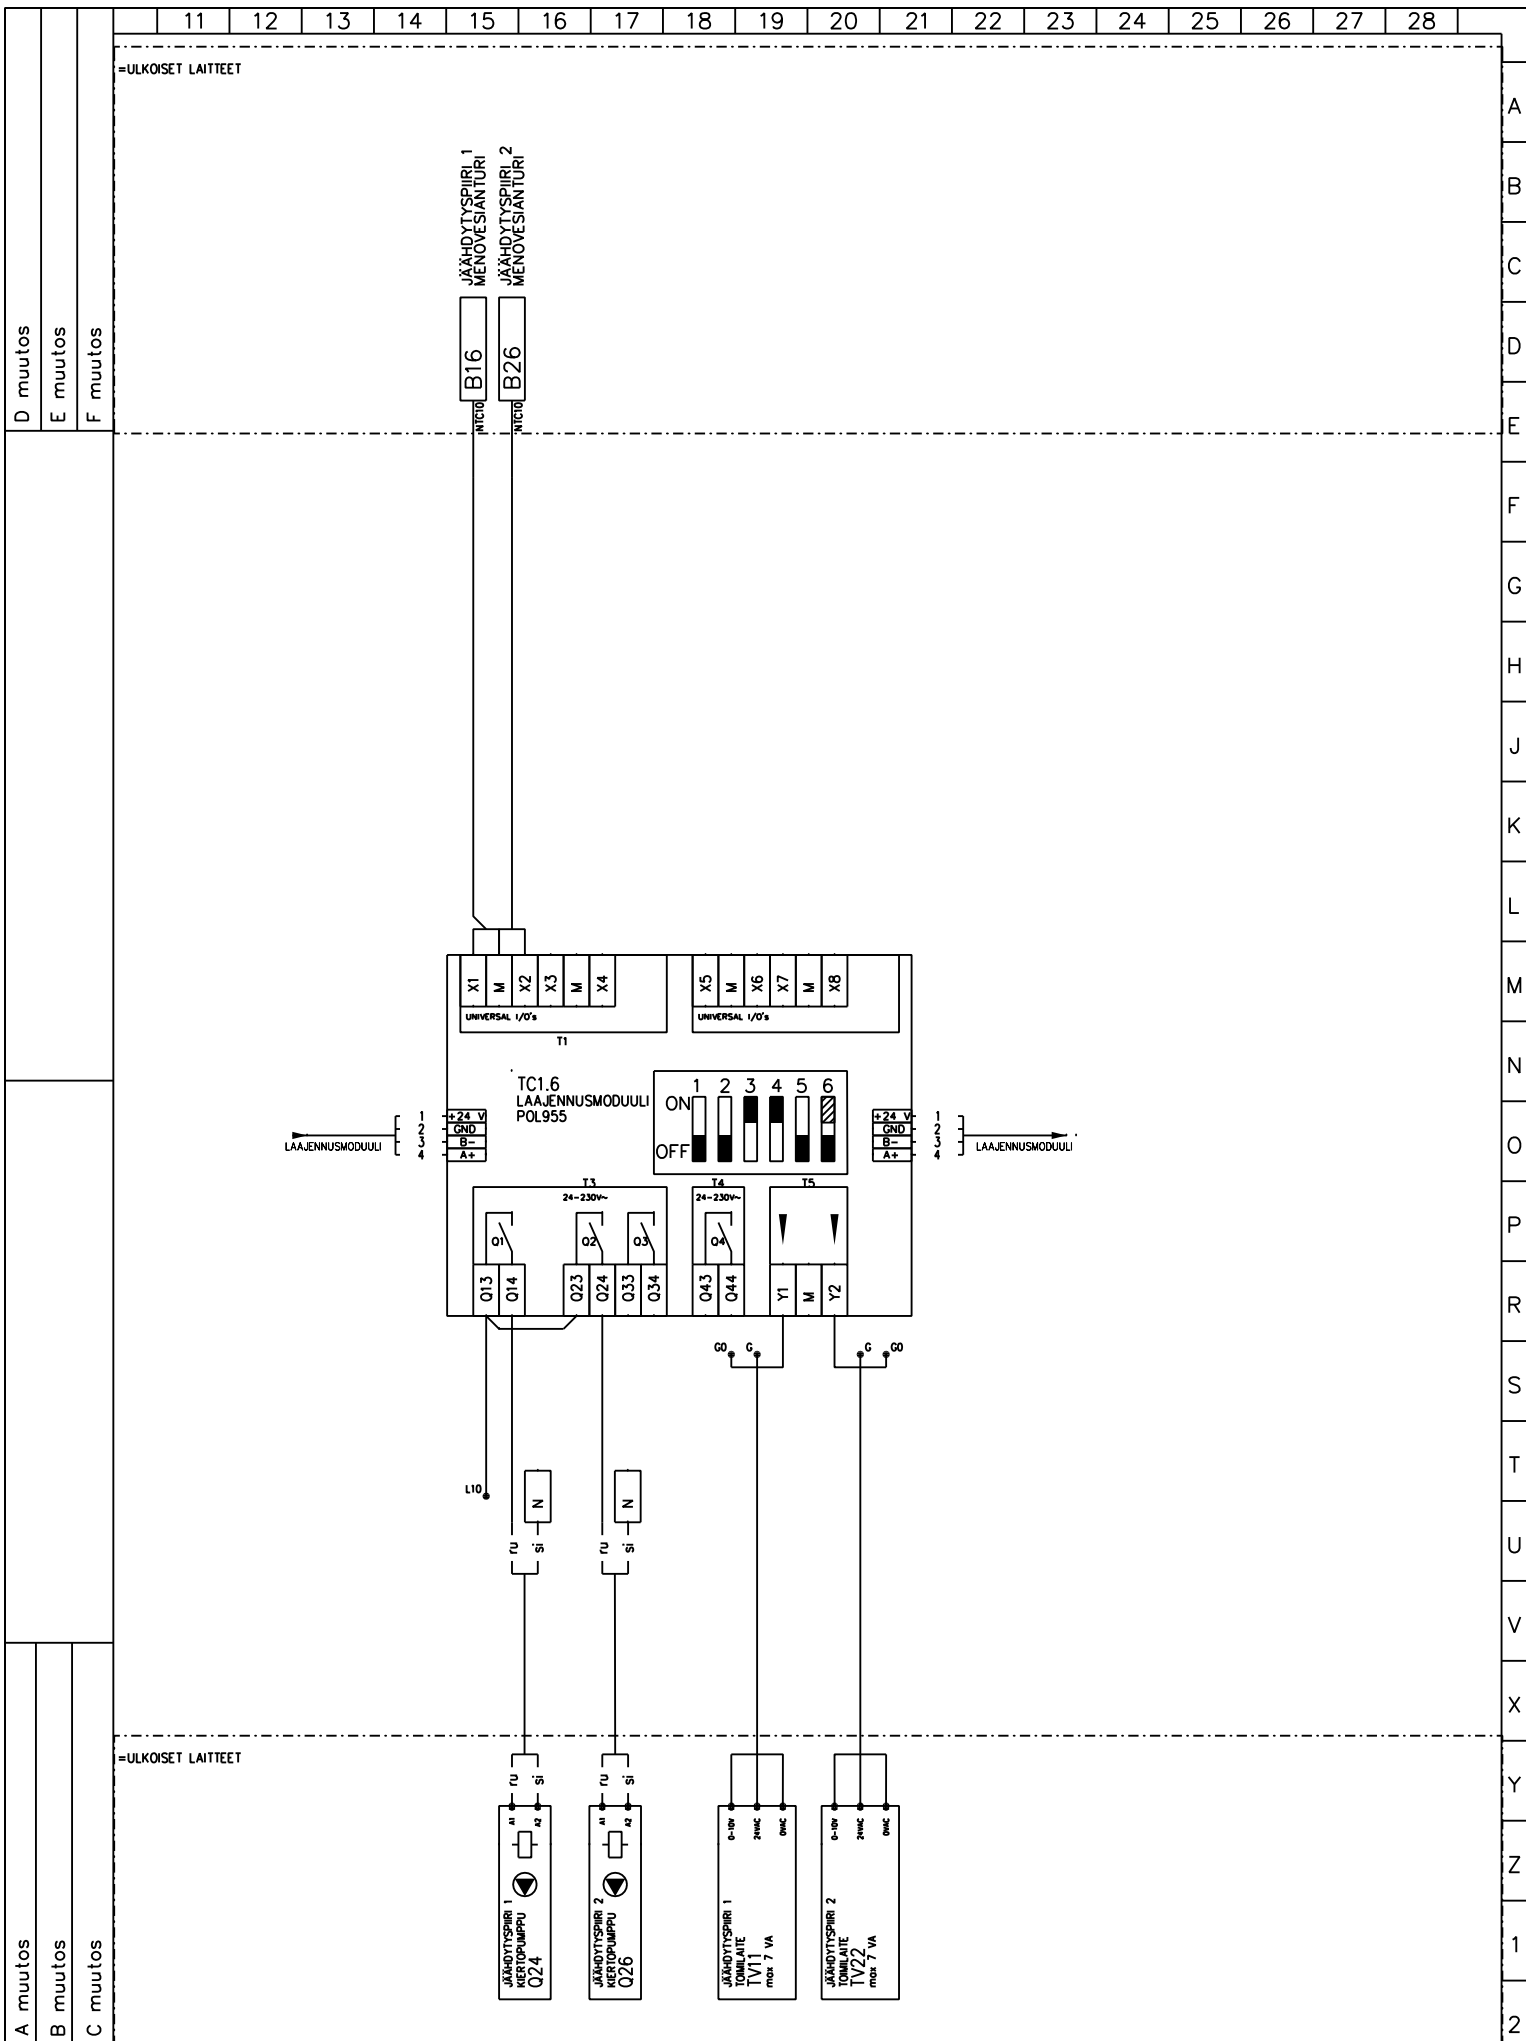 11 12 13 14 15 16 17 18 19 20 21 22 23 24 25 26 27 28
=ULKOISET LAITTEET
A
B
C
D
E
F
G
H
J
K
L
M
N
O
P
R
S
T
U
V
X
Y
Z
1
2
D muutos
E muutos
F muutos
A muutos
B muutos
C muutos
JÄÄHDYTYSPIIRI 1
MENOVESIANTURI
JÄÄHDYTYSPIIRI 2
MENOVESIANTURI
B16
B26
NTC10
NTC10
X1 M X2 X3 M X4
X5 M X6 X7 M X8
UNIVERSAL I/O's
UNIVERSAL I/O's
T1
TC1.6
LAAJENNUSMODUULI
POL955
1 2 3 4 5 6
ON
OFF
LAAJENNUSMODUULI
1 +24 V
2 GND
3 B-
4 A+
+24 V 1
GND 2
B- 3
A+ 4
LAAJENNUSMODUULI
T3
24-230V~
T4
24-230V~
T5
Q1
Q2
Q3
Q4
Q13 Q14 Q23 Q24 Q33 Q34 Q43 Q44 Y1 M Y2
G0 G
G G0
L10
N
N
ru si
ru si
=ULKOISET LAITTEET
ru si
ru si
A1 A2
A1 A2
0-10V 24VAC 0VAC
0-10V 24VAC 0VAC
JÄÄHDYTYSPIIRI 1
KIERTOPUMPPU
Q24
JÄÄHDYTYSPIIRI 2
KIERTOPUMPPU
Q26
JÄÄHDYTYSPIIRI 1
TOIMILAITE
TV11
max 7 VA
JÄÄHDYTYSPIIRI 2
TOIMILAITE
TV22
max 7 VA